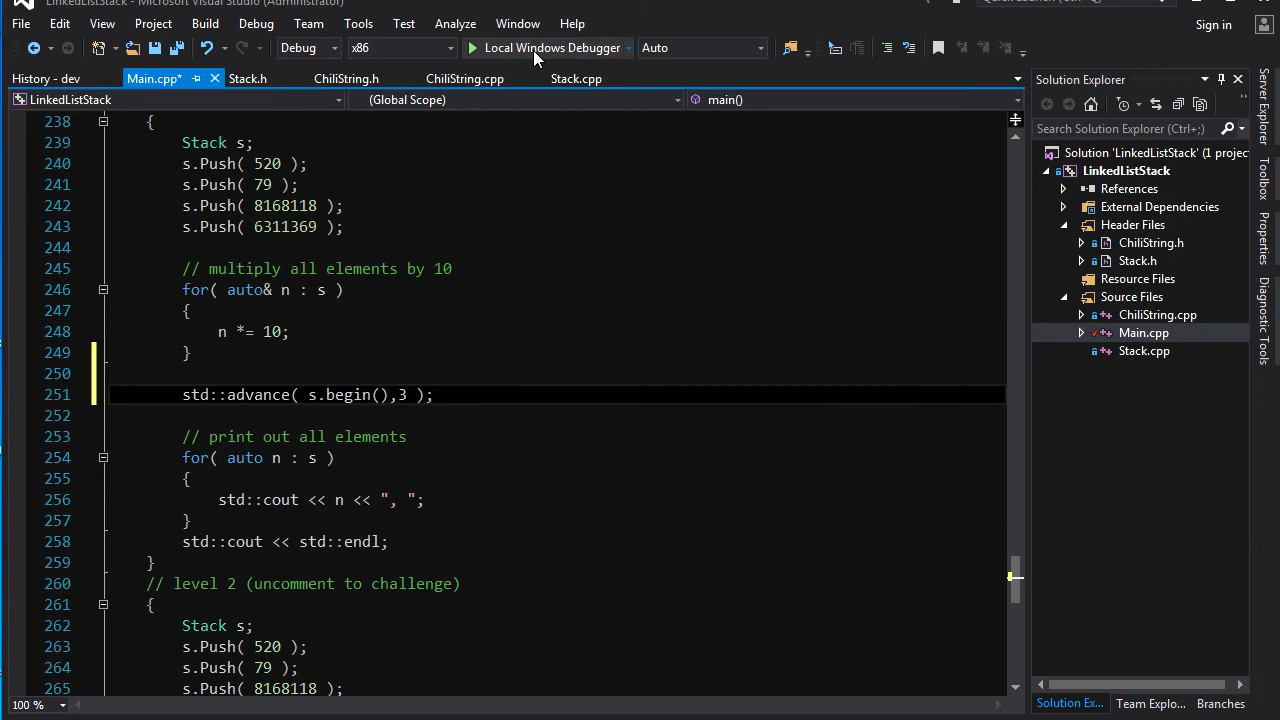 LinkedListStack - Microsoft Visual Studio (Administrator)
File Edit View Project Build Debug Team Tools Test Analyze Window Help
Sign in
Debug x86 Local Windows Debugger Auto
History - dev Main.cpp* Stack.h ChiliString.h ChiliString.cpp Stack.cpp
LinkedListStack (Global Scope) main()
238 {
239 Stack s;
240 s.Push( 520 );
241 s.Push( 79 );
242 s.Push( 8168118 );
243 s.Push( 6311369 );
244
245 // multiply all elements by 10
246 for( auto& n : s )
247 {
248 n *= 10;
249 }
250
251 std::advance( s.begin(),3 );
252
253 // print out all elements
254 for( auto n : s )
255 {
256 std::cout << n << ", ";
257 }
258 std::cout << std::endl;
259 }
260 // level 2 (uncomment to challenge)
261 {
262 Stack s;
263 s.Push( 520 );
264 s.Push( 79 );
265 s.Push( 8168118 );
100 %
Solution Explorer
Search Solution Explorer (Ctrl+;)
Solution 'LinkedListStack' (1 projec
LinkedListStack
References
External Dependencies
Header Files
ChiliString.h
Stack.h
Resource Files
Source Files
ChiliString.cpp
Main.cpp
Stack.cpp
Solution Ex... Team Explo... Branches
Server Explorer
Toolbox
Properties
Diagnostic Tools